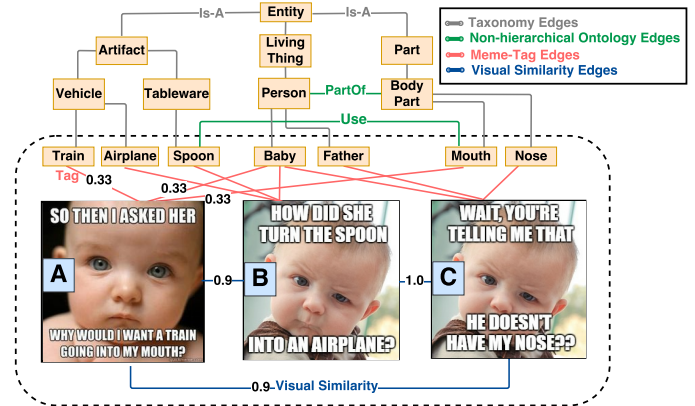 Is-A
Entity
Is-A
Taxonomy Edges
Non-hierarchical Ontology Edges
Meme-Tag Edges
Visual Similarity Edges
Artifact
Living
Thing
Part
Vehicle
Tableware
Person
PartOf
Body
Part
Use
Train
Airplane
Spoon
Baby
Father
Mouth
Nose
Tag
0.33
0.33
0.33
SO THEN I ASKED HER
A
WHY WOULD I WANT A TRAIN
GOING INTO MY MOUTH?
0.9
HOW DID SHE
TURN THE SPOON
B
INTO AN AIRPLANE?
1.0
WAIT, YOU'RE
TELLING ME THAT
C
HE DOESN'T
HAVE MY NOSE??
0.9 Visual Similarity